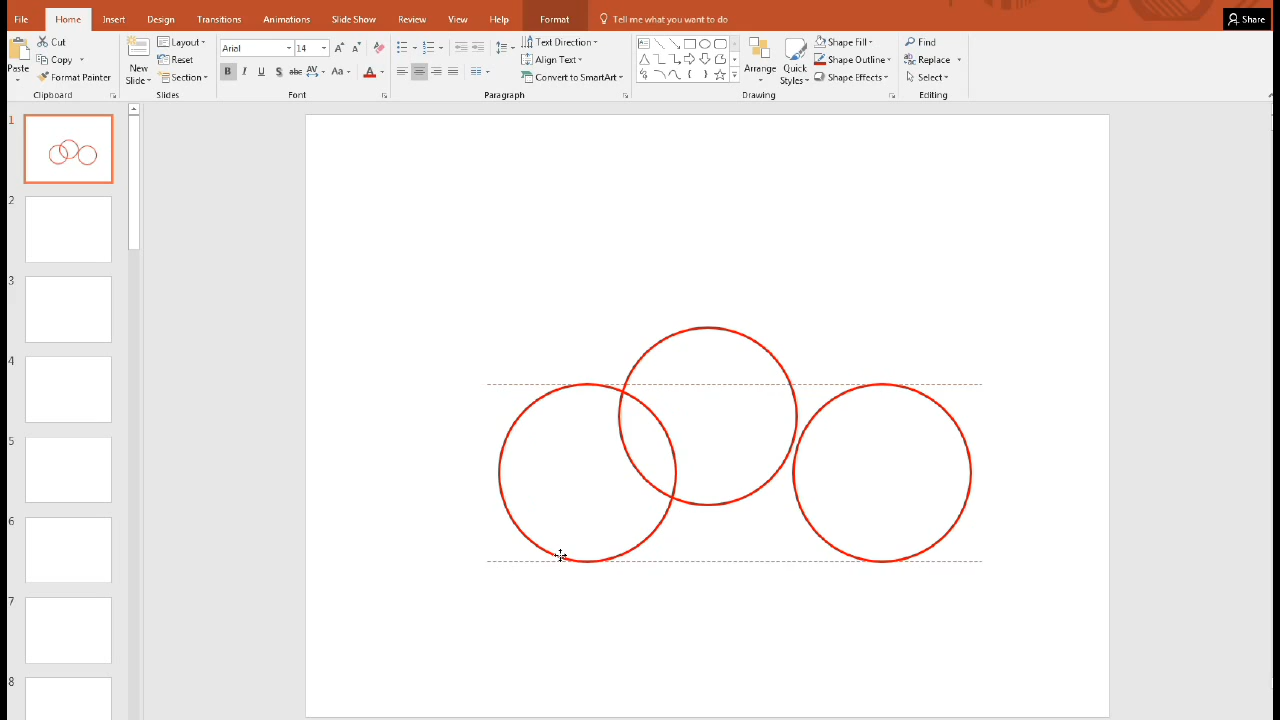 File Home Insert Design Transitions Animations Slide Show Review View Help Format Tell me what you want to do Share
Paste Cut Copy Format Painter
New Slide Layout Reset Section
Arial 14
B I U S abc AV Aa A
Text Direction Align Text Convert to SmartArt
Arrange Quick Styles Shape Fill Shape Outline Shape Effects
Find Replace Select
Clipboard Slides Font Paragraph Drawing Editing
1
2
3
4
5
6
7
8